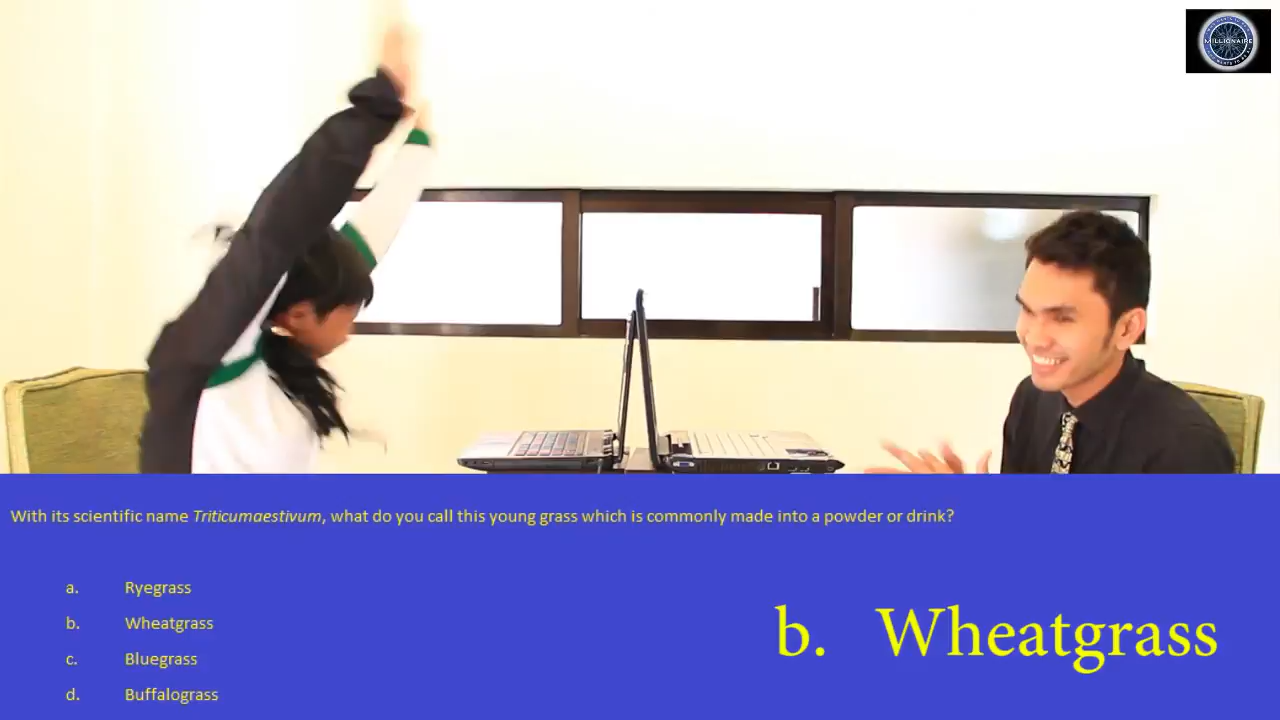 MILLIONAIRE
With its scientific name Triticumaestivum, what do you call this young grass which is commonly made into a powder or drink?
a. Ryegrass
b. Wheatgrass
c. Bluegrass
d. Buffalograss
b. Wheatgrass